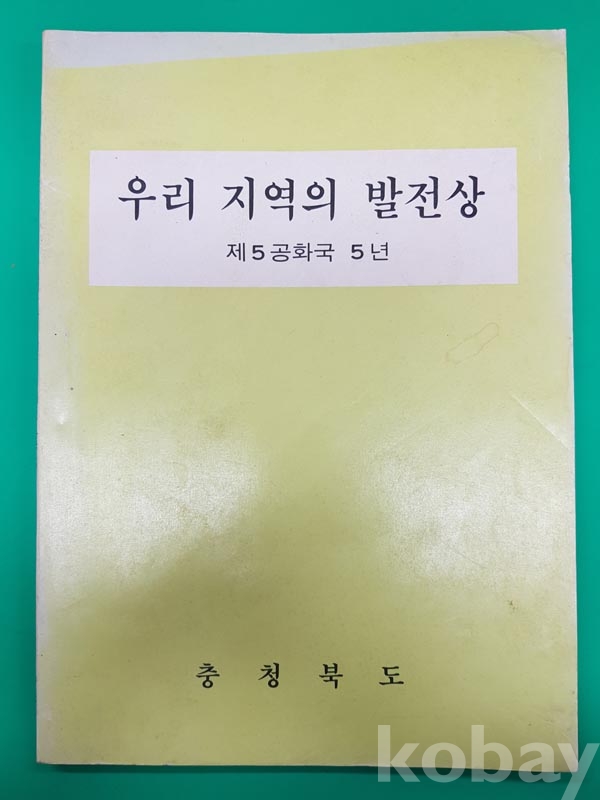 우리 지역의 발전상
제5공화국 5년
충청북도
kobay